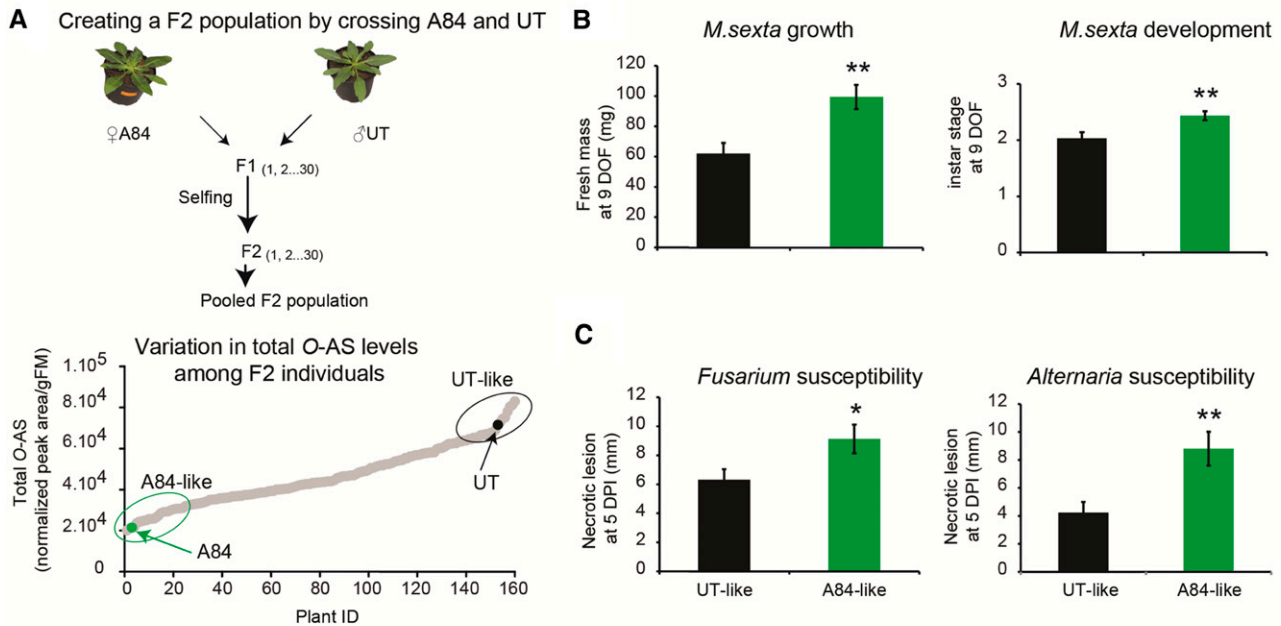 A
Creating a F2 population by crossing A84 and UT
♀A84
♂UT
F1 (1, 2...30)
Selfing
F2 (1, 2...30)
Pooled F2 population
Variation in total O-AS levels
among F2 individuals
Total O-AS
(normalized peak area/gFM)
1.10⁵
8.10⁴
6.10⁴
4.10⁴
2.10⁴
0
UT-like
UT
A84-like
A84
0 20 40 60 80 100 120 140 160
Plant ID
B
M.sexta growth
Fresh mass
at 9 DOF (mg)
120
100
80
60
40
20
0
**
M.sexta development
instar stage
at 9 DOF
3
2
1
0
**
C
Fusarium susceptibility
Necrotic lesion
at 5 DPI (mm)
12
10
8
6
4
2
0
*
UT-like A84-like
Alternaria susceptibility
Necrotic lesion
at 5 DPI (mm)
12
10
8
6
4
2
0
**
UT-like A84-like